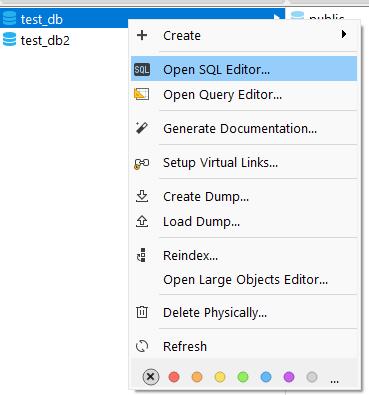 test_db
public
test_db2
Create
SQL Open SQL Editor...
Open Query Editor...
Generate Documentation...
Setup Virtual Links...
Create Dump...
Load Dump...
Reindex...
Open Large Objects Editor...
Delete Physically...
Refresh
...